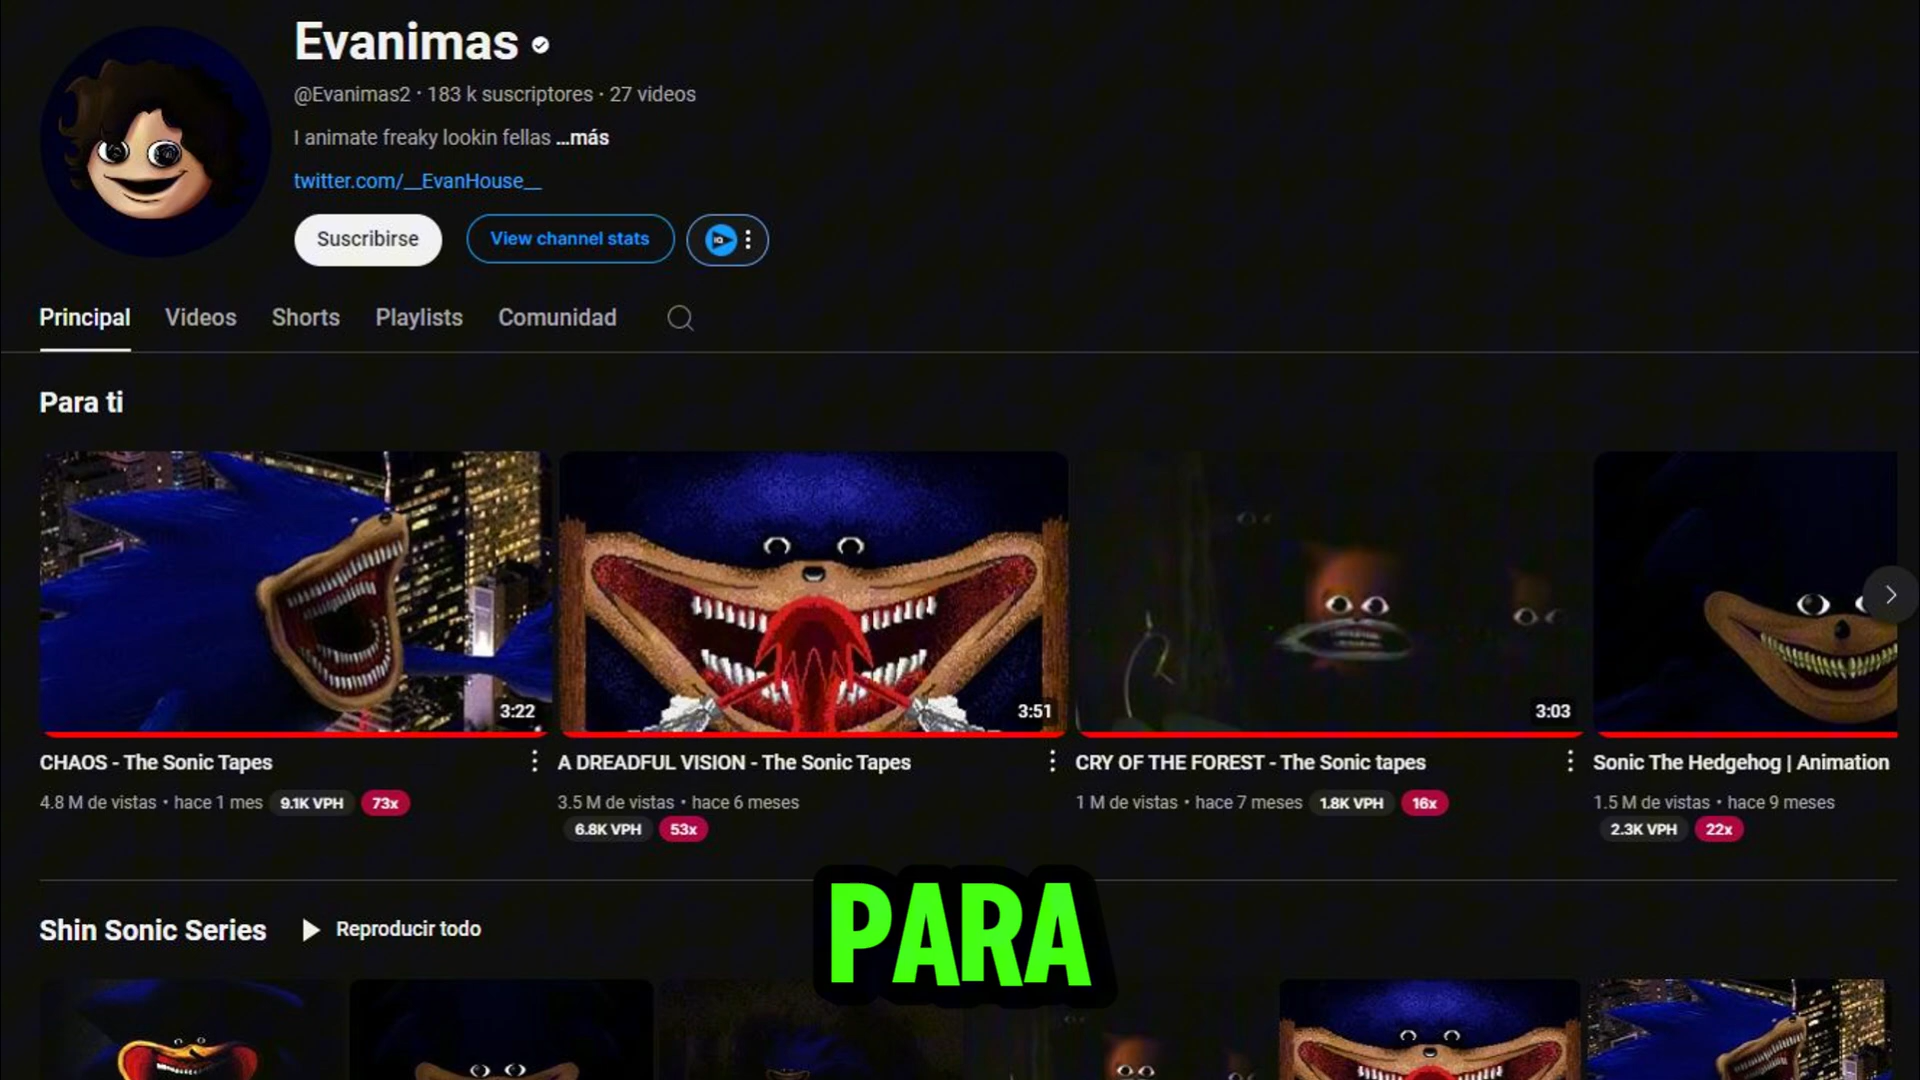 Evanimas
@Evanimas2 · 183 k suscriptores · 27 videos
I animate freaky lookin fellas ...más
twitter.com/__EvanHouse__
Suscribirse
View channel stats
IQ
Principal
Videos
Shorts
Playlists
Comunidad
Para ti
3:22
3:51
3:03
CHAOS - The Sonic Tapes
4.8 M de vistas • hace 1 mes 9.1K VPH 73x
A DREADFUL VISION - The Sonic Tapes
3.5 M de vistas • hace 6 meses
6.8K VPH 53x
CRY OF THE FOREST - The Sonic tapes
1 M de vistas • hace 7 meses 1.8K VPH 16x
Sonic The Hedgehog | Animation
1.5 M de vistas • hace 9 meses
2.3K VPH 22x
PARA
Shin Sonic Series
Reproducir todo